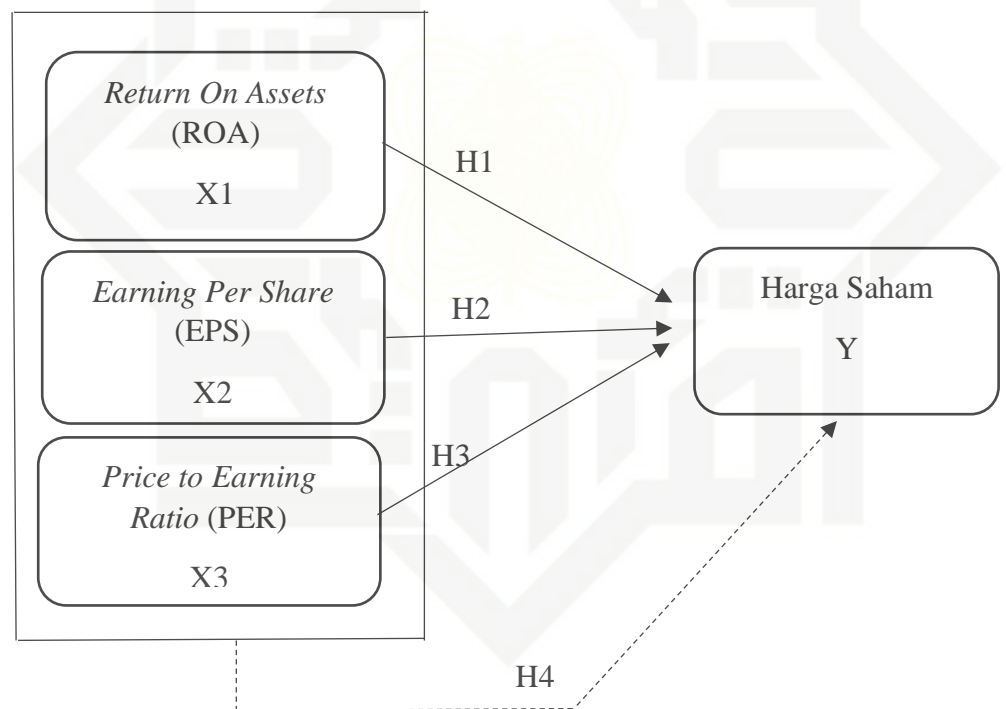 Return On Assets
(ROA)
X1
H1
Earning Per Share
(EPS)
X2
H2
Harga Saham
Y
Price to Earning
Ratio (PER)
X3
H3
H4